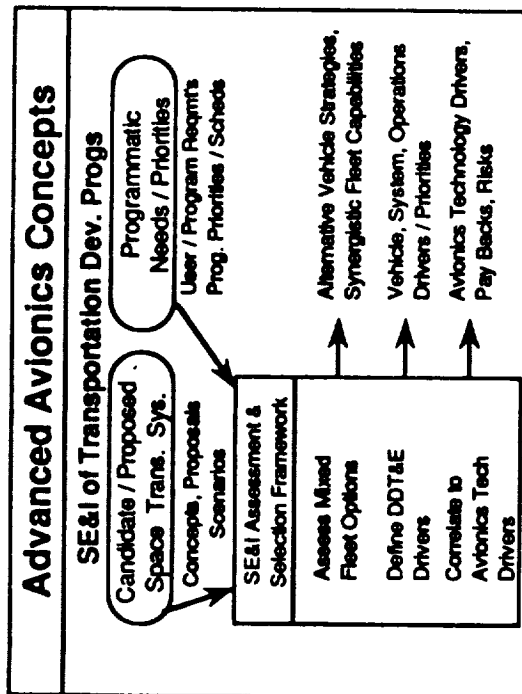 Advanced Avionics Concepts
SE&I of Transportation Dev. Progs
Candidate / Proposed
Space Trans. Sys.
Concepts, Proposals
Scenarios
Programmatic
Needs / Priorities
User / Program Reqmt's
Prog. Priorities / Scheds
SE&I Assessment &
Selection Framework
Assess Mixed
Fleet Options
Define DDT&E
Drivers
Correlate to
Avionics Tech
Drivers
Alternative Vehicle Strategies,
Synergistic Fleet Capabilities
Vehicle, System, Operations
Drivers / Priorities
Avionics Technology Drivers,
Pay Backs, Risks